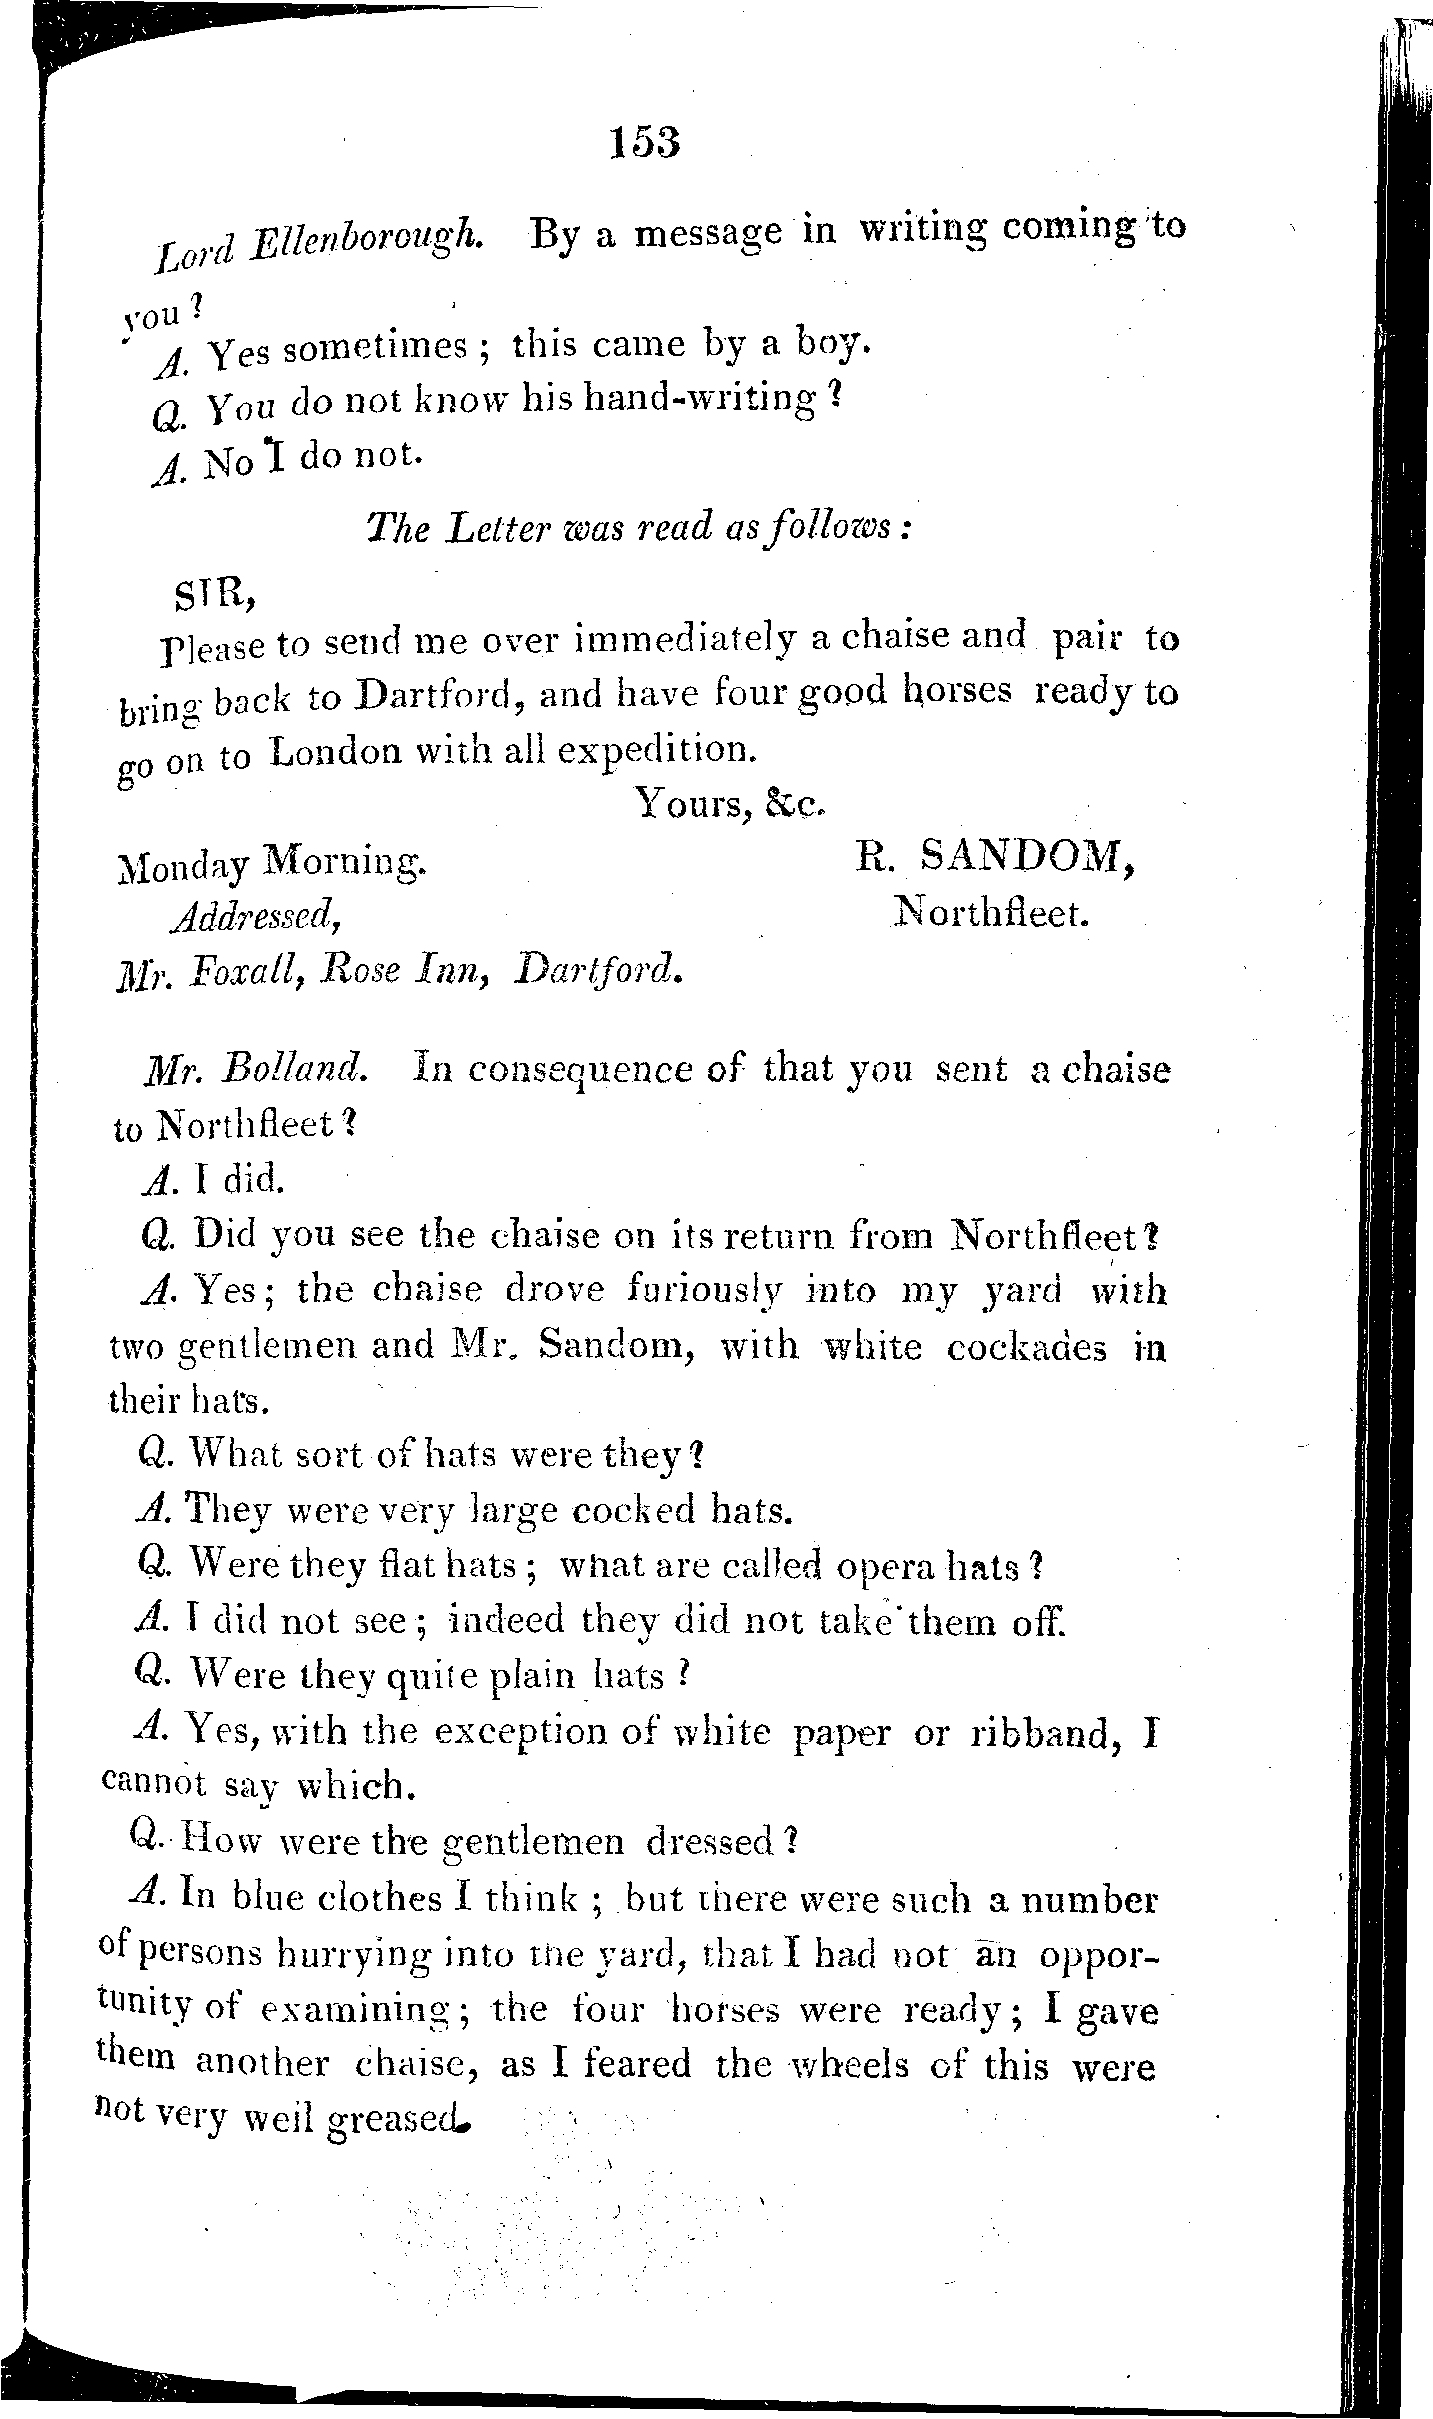 153
Lord Ellenborough. By a message in writing coming to
you?
A. Yes sometimes; this came by a boy.
Q. You do not know his hand-writing?
A. No I do not.
The Letter was read as follows:
SIR,
Please to send me over immediately a chaise and pair to
bring back to Dartford, and have four good horses ready to
go on to London with all expedition.
Yours, &c.
R. SANDOM,
Monday Morning.
Northfleet.
Addressed,
Mr. Foxall, Rose Inn, Dartford.
Mr. Bolland. In consequence of that you sent a chaise
to Northfleet?
A. I did.
Q. Did you see the chaise on its return from Northfleet?
A. Yes; the chaise drove furiously into my yard with
two gentlemen and Mr. Sandom, with white cockades in
their hats.
Q. What sort of hats were they?
A. They were very large cocked hats.
Q. Were they flat hats; what are called opera hats?
A. I did not see; indeed they did not take them off.
Q. Were they quite plain hats?
A. Yes, with the exception of white paper or ribband, I
cannot say which.
Q. How were the gentlemen dressed?
A. In blue clothes I think; but there were such a number
of persons hurrying into the yard, that I had not an oppor-
tunity of examining; the four horses were ready; I gave
them another chaise, as I feared the wheels of this were
not very well greased.